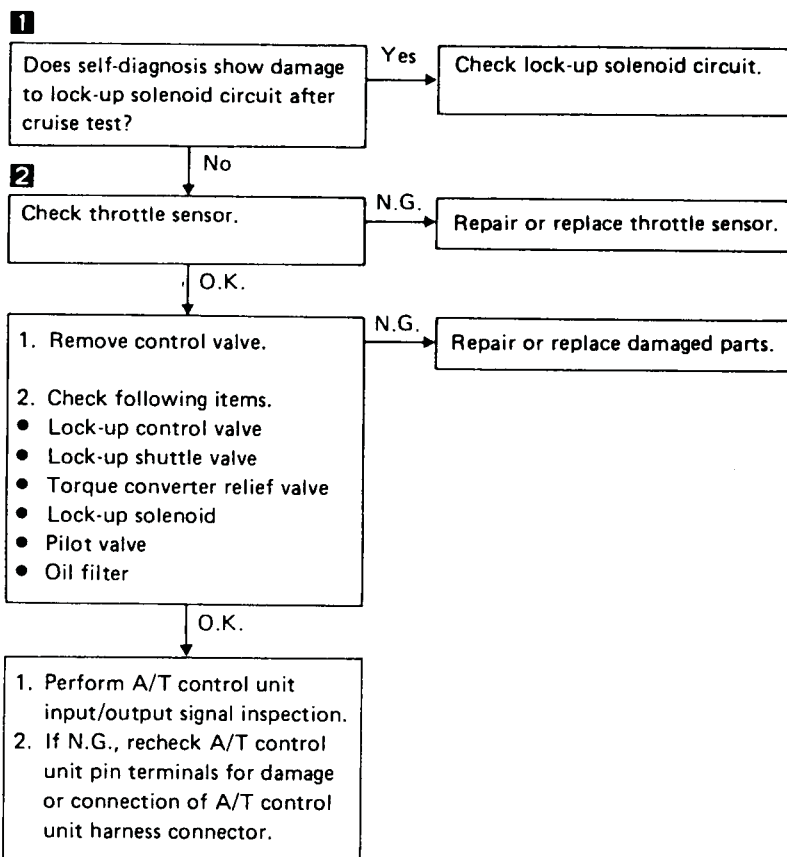 1
Does self-diagnosis show damage
to lock-up solenoid circuit after
cruise test?
Yes
Check lock-up solenoid circuit.
No
2
Check throttle sensor.
N.G.
Repair or replace throttle sensor.
O.K.
1. Remove control valve.
N.G.
Repair or replace damaged parts.
2. Check following items.
● Lock-up control valve
● Lock-up shuttle valve
● Torque converter relief valve
● Lock-up solenoid
● Pilot valve
● Oil filter
O.K.
1. Perform A/T control unit
input/output signal inspection.
2. If N.G., recheck A/T control
unit pin terminals for damage
or connection of A/T control
unit harness connector.